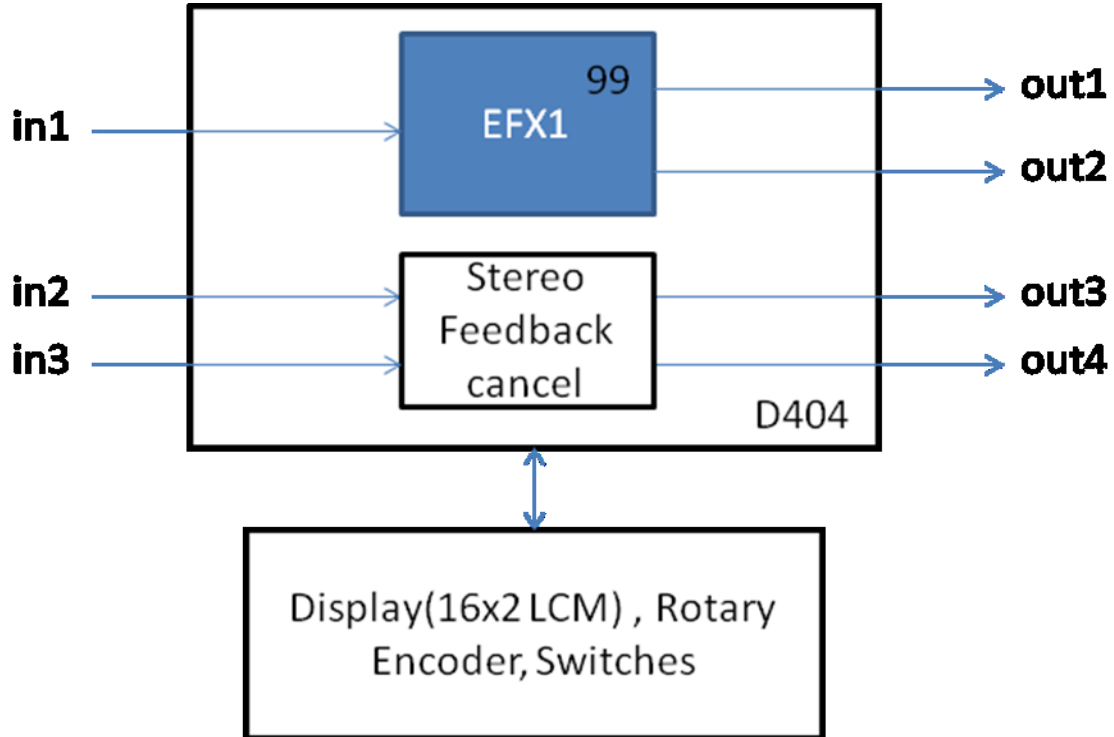 99
EFX1
in1
out1
out2
in2
in3
Stereo
Feedback
cancel
out3
out4
D404
Display(16x2 LCM) , Rotary
Encoder, Switches